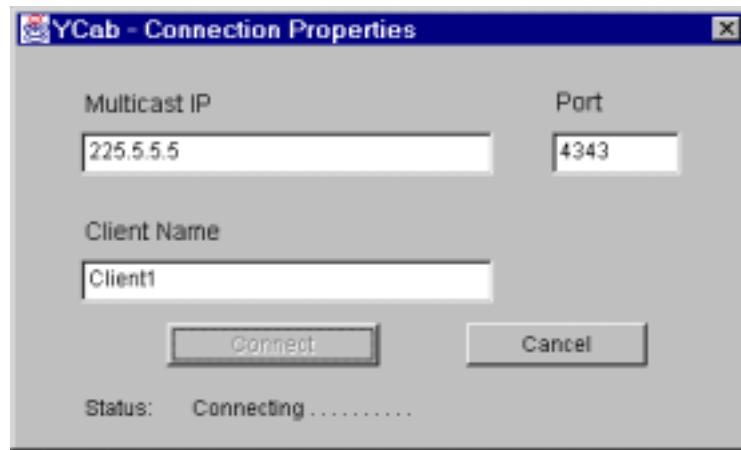 YCab - Connection Properties
Multicast IP Port
225.5.5.5 4343
Client Name
Client1
Connect Cancel
Status: Connecting . . . . . . . . . .